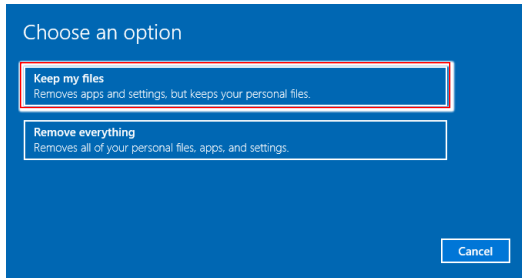 Choose an option
Keep my files
Removes apps and settings, but keeps your personal files.
Remove everything
Removes all of your personal files, apps, and settings.
Cancel